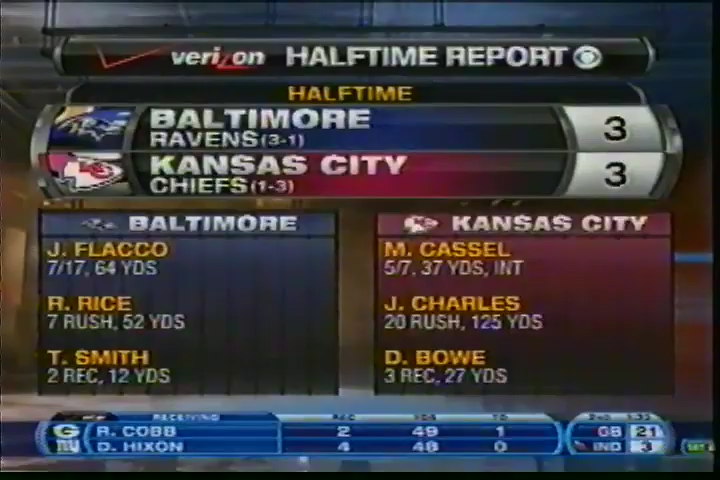 verizon HALFTIME REPORT
HALFTIME
BALTIMORE 3
RAVENS (3-1)
KANSAS CITY 3
CHIEFS (1-3)
BALTIMORE
J. FLACCO
7/17, 64 YDS
R. RICE
7 RUSH, 52 YDS
T. SMITH
2 REC, 12 YDS
KANSAS CITY
M. CASSEL
5/7, 37 YDS, INT
J. CHARLES
20 RUSH, 125 YDS
D. BOWE
3 REC, 27 YDS
RECEIVING REC YDS TD
R. COBB 2 49 1
D. HIXON 4 48 0
2ND
GB 21
IND 3